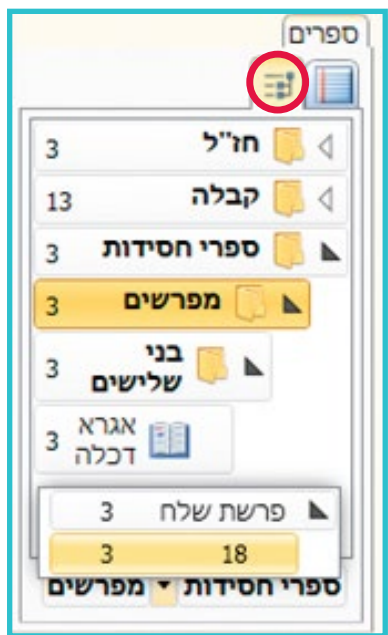 ספרים
חז"ל 3
קבלה 13
ספרי חסידות 3
מפרשים 3
בני
שלישים 3
אגרא
דכלה 3
פרשת שלח 3
18 3
ספרי חסידות מפרשים